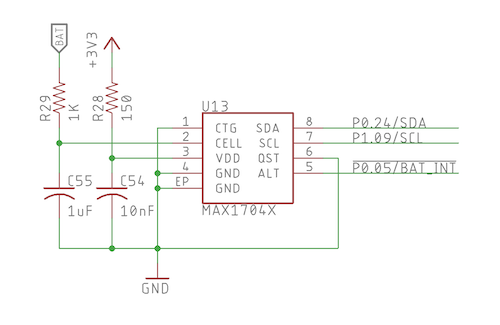 BAT
+3V3
R29
1K
R28
150
U13
1
CTG
SDA
8
P0.24/SDA
2
CELL
SCL
7
P1.09/SCL
3
VDD
QST
6
4
GND
ALT
5
P0.05/BAT_INT
EP
GND
C55
C54
1uF
10nF
MAX1704X
GND